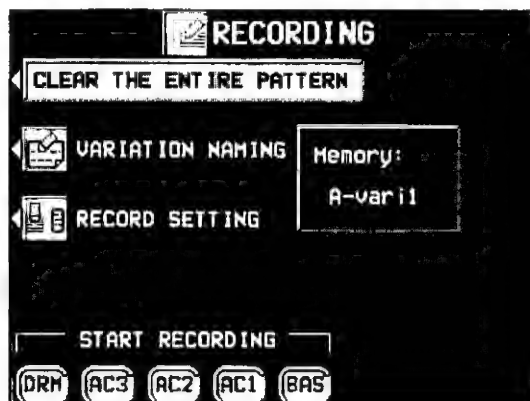 RECORDING
CLEAR THE ENTIRE PATTERN
VARIATION NAMING
Memory:
A-vari1
RECORD SETTING
START RECORDING
DRM AC3 AC2 AC1 BAS